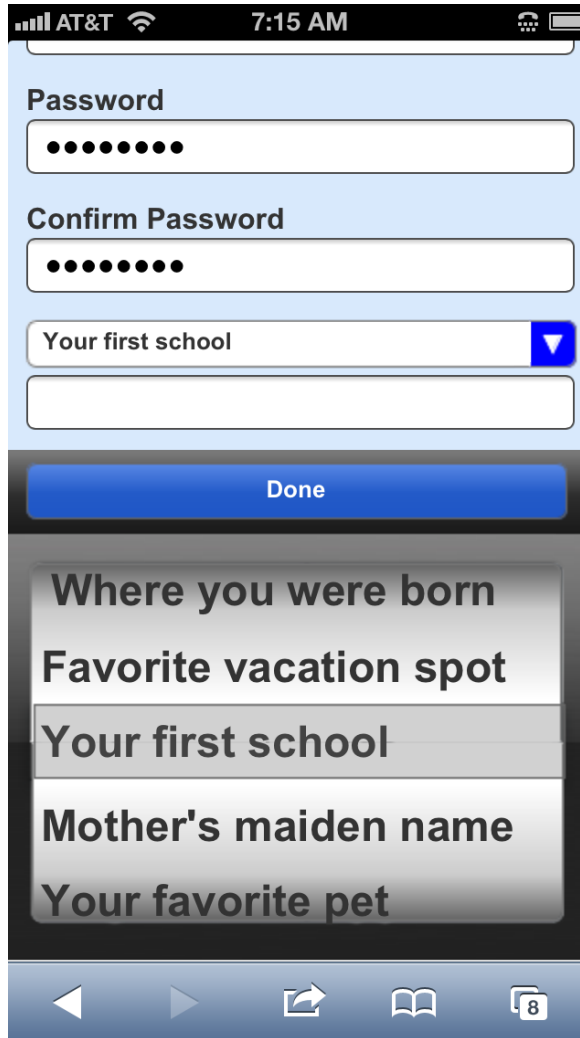 AT&T 7:15 AM
Password
••••••••
Confirm Password
••••••••
Your first school
Done
Where you were born
Favorite vacation spot
Your first school
Mother's maiden name
Your favorite pet
8